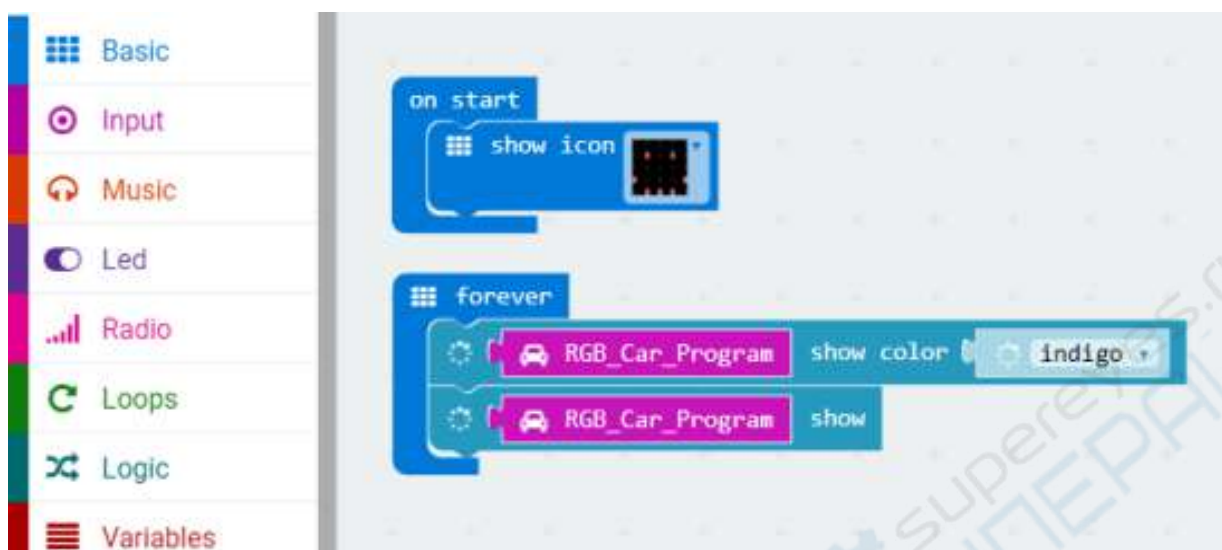 Basic
Input
Music
Led
Radio
Loops
Logic
Variables
on start
show icon
forever
RGB_Car_Program show color indigo
RGB_Car_Program show